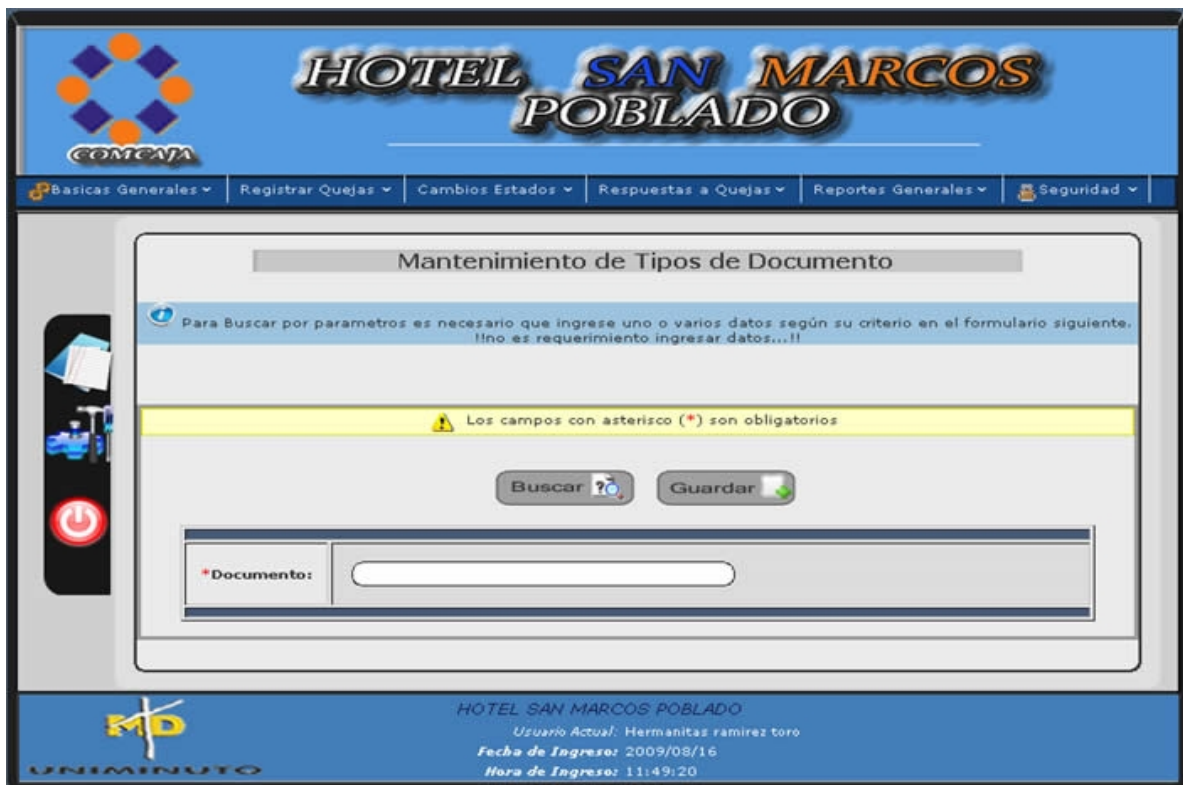 HOTEL SAN MARCOS
POBLADO
COMCAJA
Basicas Generales
Registrar Quejas
Cambios Estados
Respuestas a Quejas
Reportes Generales
Seguridad
Mantenimiento de Tipos de Documento
Para Buscar por parametros es necesario que ingrese uno o varios datos según su criterio en el formulario siguiente.
!!no es requerimiento ingresar datos...!!
Los campos con asterisco (*) son obligatorios
Buscar
Guardar
*Documento:
MD
UNIMINUTO
HOTEL SAN MARCOS POBLADO
Usuario Actual: Hermanitas ramirez toro
Fecha de Ingreso: 2009/08/16
Hora de Ingreso: 11:49:20